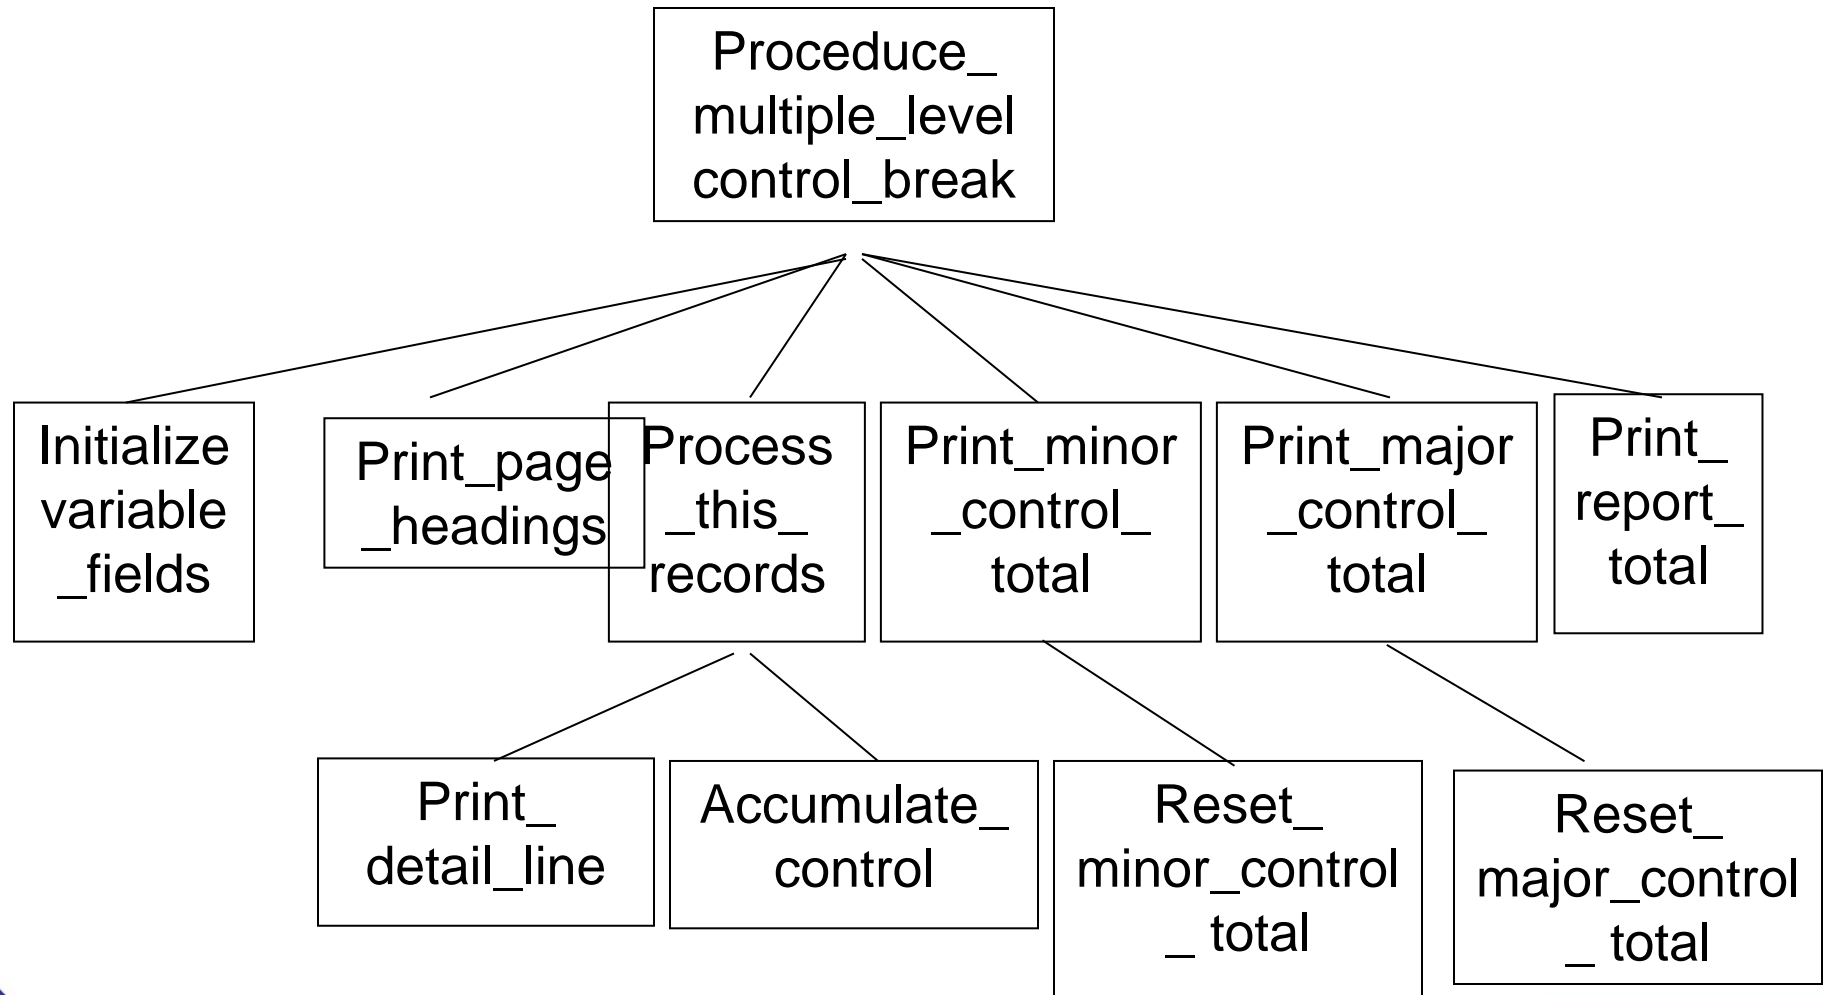 Proceduce_
multiple_level
control_break
Initialize
variable
_fields
Print_page
_headings
Process
_this_
records
Print_minor
_control_
total
Print_major
_control_
total
Print_
report_
total
Print_
detail_line
Accumulate_
control
Reset_
minor_control
_ total
Reset_
major_control
_ total